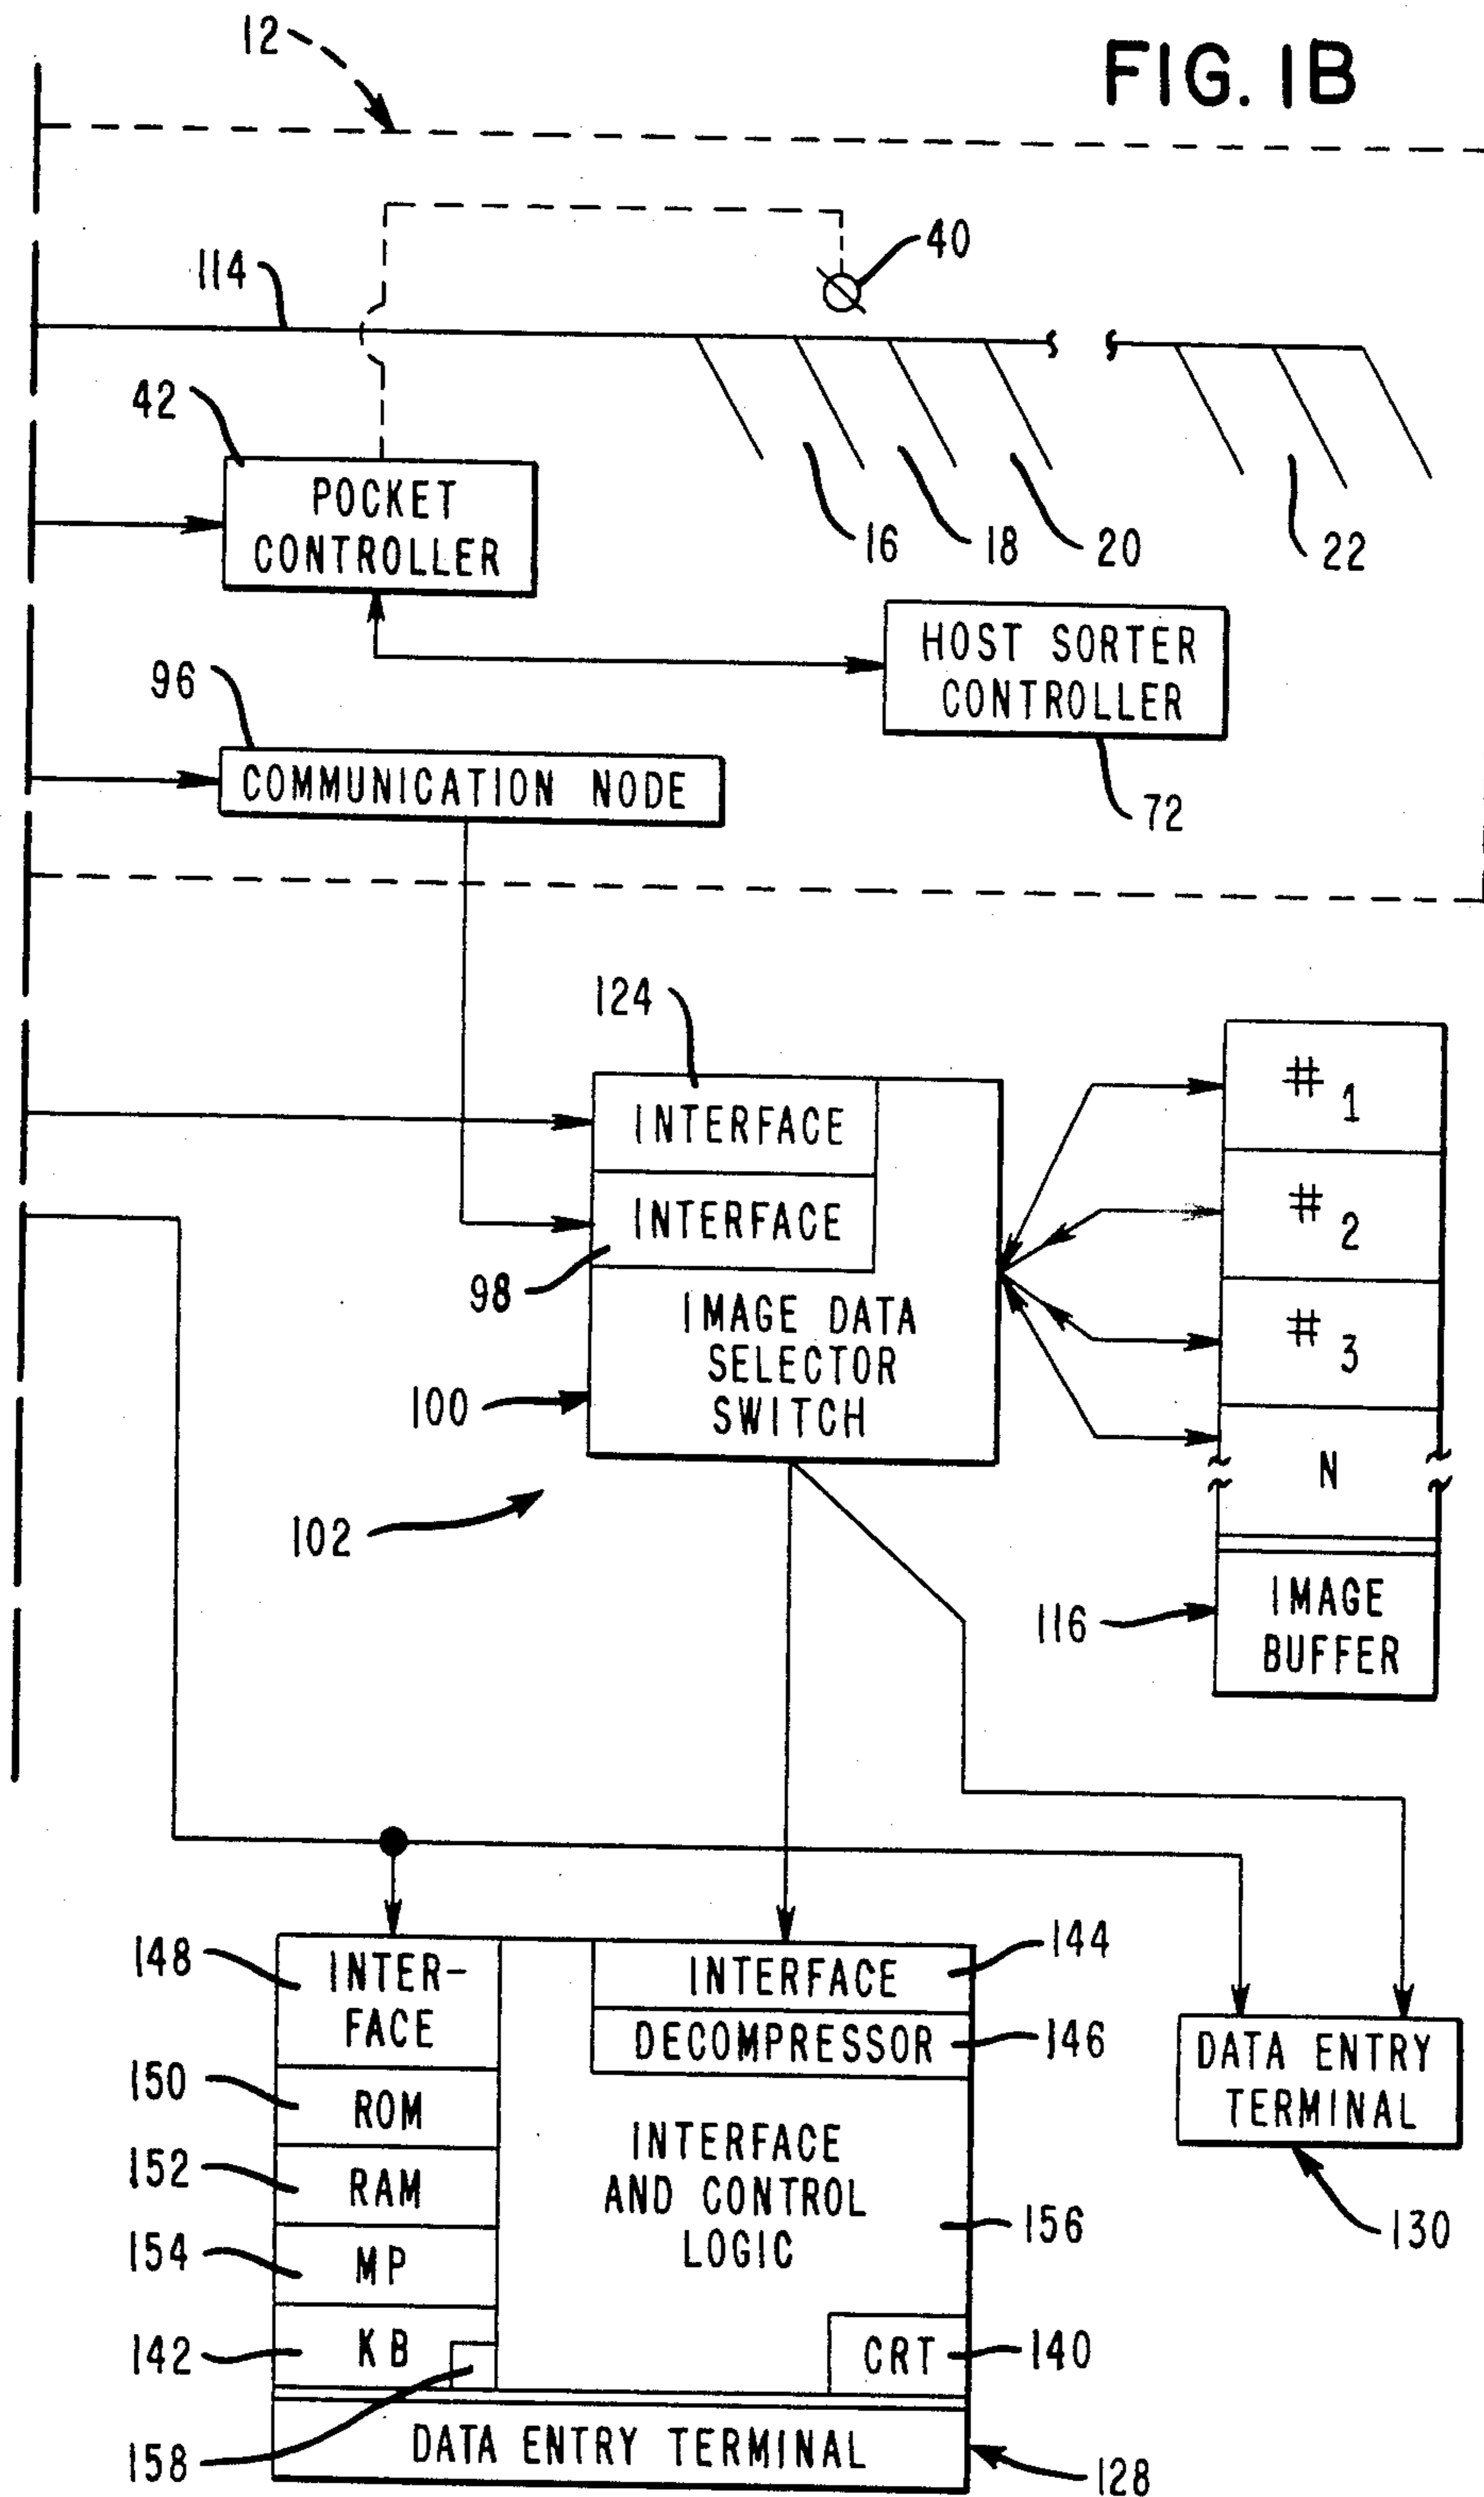 FIG. 1B
12
40
114
42
POCKET
CONTROLLER
16
18
20
22
HOST SORTER
CONTROLLER
96
COMMUNICATION NODE
72
124
INTERFACE
INTERFACE
98
IMAGE DATA
SELECTOR
SWITCH
100
102
# 1
# 2
# 3
N
116
IMAGE
BUFFER
148
INTER-
FACE
INTERFACE
144
DECOMPRESSOR
146
DATA ENTRY
TERMINAL
130
150
ROM
152
RAM
154
MP
142
KB
INTERFACE
AND CONTROL
LOGIC
156
CRT
140
158
DATA ENTRY TERMINAL
128